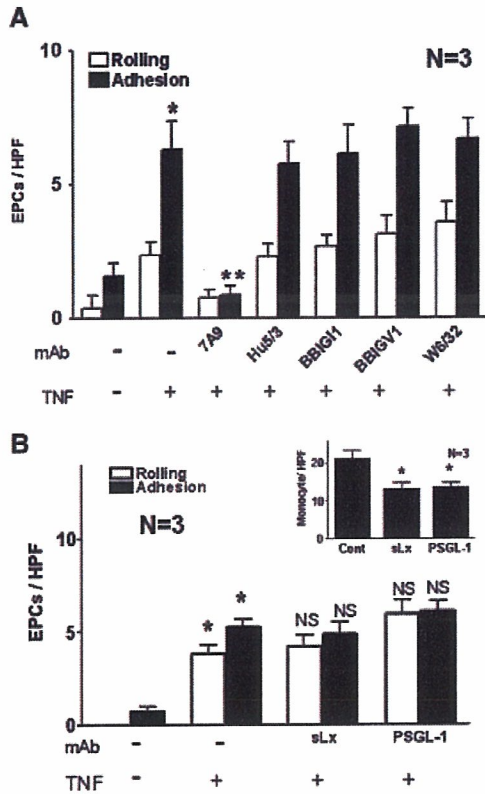 A
10
Rolling
Adhesion
N=3
*
EPCs / HPF
5
**
0
mAb - - 7A9 Hu5/3 BBIGI1 BBIGV1 W6/32
TNF - + + + + + +
B
Rolling
Adhesion
N=3
N=3
Monocyte/ HPF
20
10
0
* *
Cont sLx PSGL-1
10
EPCs / HPF
5
0
* * NS NS NS NS
mAb - - sLx PSGL-1
TNF - + + +